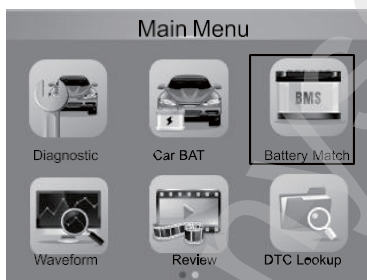 Main Menu
BMS
Diagnostic
Car BAT
Battery Match
Waveform
Review
DTC Lookup